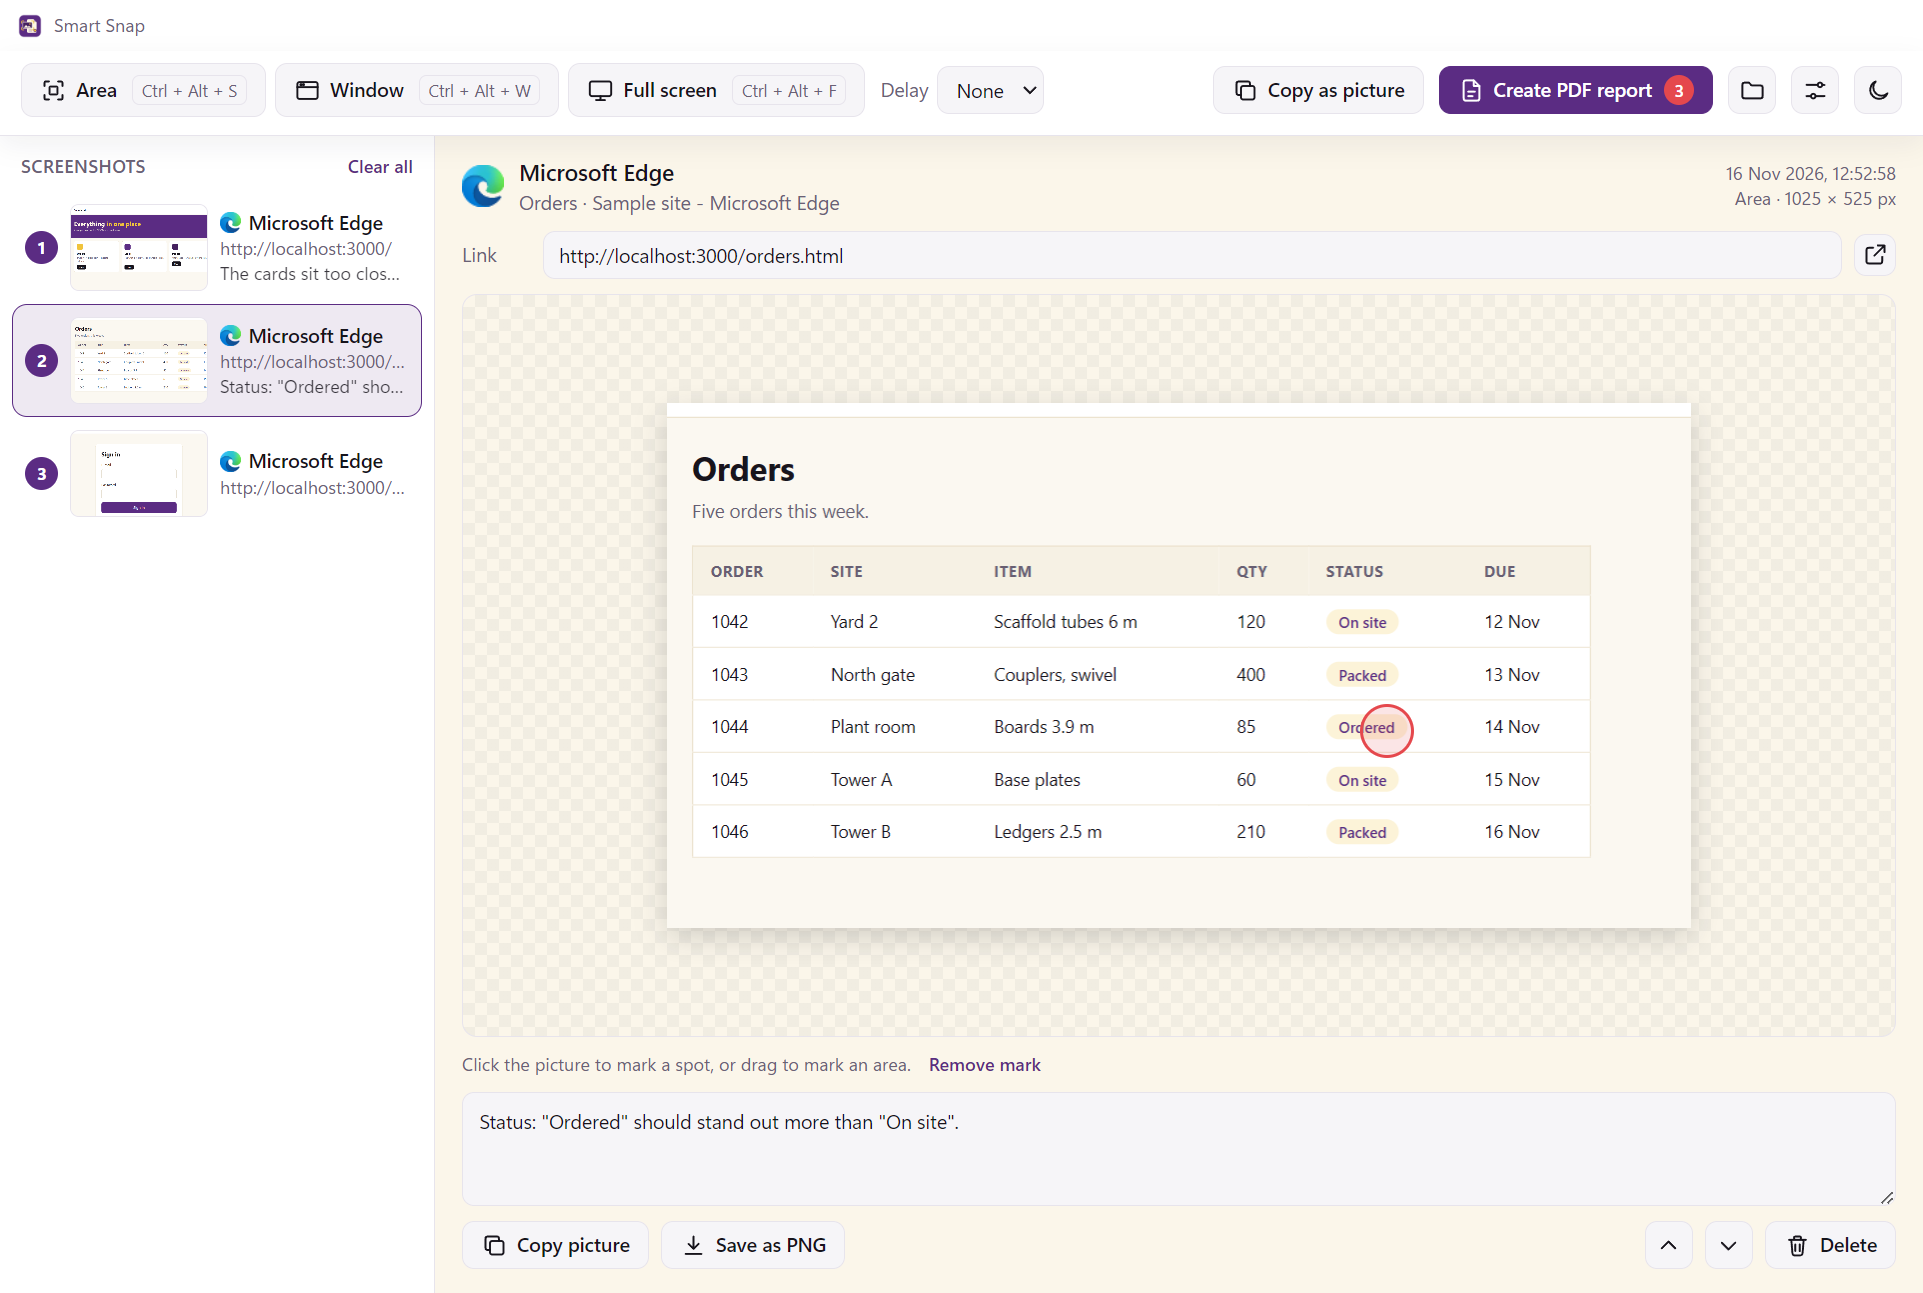 Smart Snap
Area Ctrl + Alt + S
Window Ctrl + Alt + W
Full screen Ctrl + Alt + F
Delay None
Copy as picture
Create PDF report 3
SCREENSHOTS Clear all
1
Everything in one place
Microsoft Edge
http://localhost:3000/
The cards sit too clos...
2
Orders
Microsoft Edge
http://localhost:3000/...
Status: "Ordered" sho...
3
Sign in
Microsoft Edge
http://localhost:3000/...
Microsoft Edge
Orders · Sample site - Microsoft Edge
16 Nov 2026, 12:52:58
Area · 1025 × 525 px
Link http://localhost:3000/orders.html
Orders
Five orders this week.
ORDER SITE ITEM QTY STATUS DUE
1042 Yard 2 Scaffold tubes 6 m 120 On site 12 Nov
1043 North gate Couplers, swivel 400 Packed 13 Nov
1044 Plant room Boards 3.9 m 85 Ordered 14 Nov
1045 Tower A Base plates 60 On site 15 Nov
1046 Tower B Ledgers 2.5 m 210 Packed 16 Nov
Click the picture to mark a spot, or drag to mark an area. Remove mark
Status: "Ordered" should stand out more than "On site".
Copy picture
Save as PNG
Delete